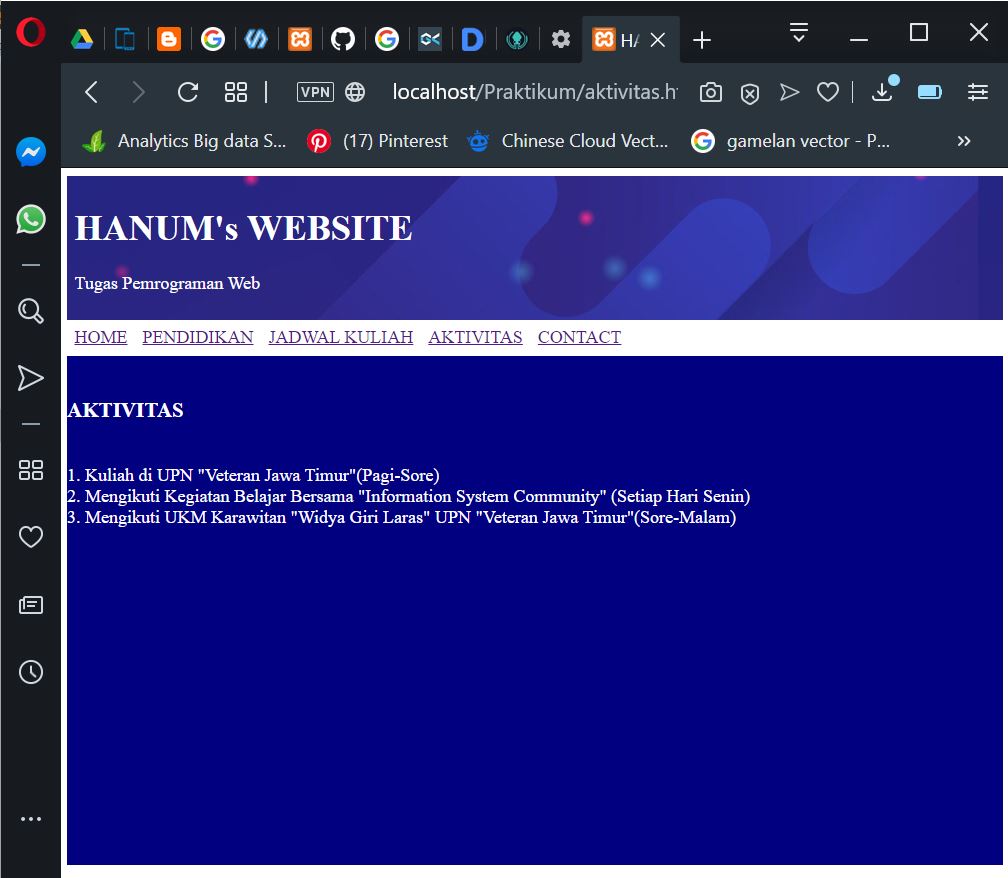 HA
VPN
localhost/Praktikum/aktivitas.h
Analytics Big data S... (17) Pinterest Chinese Cloud Vect... gamelan vector - P... »
HANUM's WEBSITE
Tugas Pemrograman Web
HOME PENDIDIKAN JADWAL KULIAH AKTIVITAS CONTACT
AKTIVITAS
1. Kuliah di UPN "Veteran Jawa Timur"(Pagi-Sore)
2. Mengikuti Kegiatan Belajar Bersama "Information System Community" (Setiap Hari Senin)
3. Mengikuti UKM Karawitan "Widya Giri Laras" UPN "Veteran Jawa Timur"(Sore-Malam)